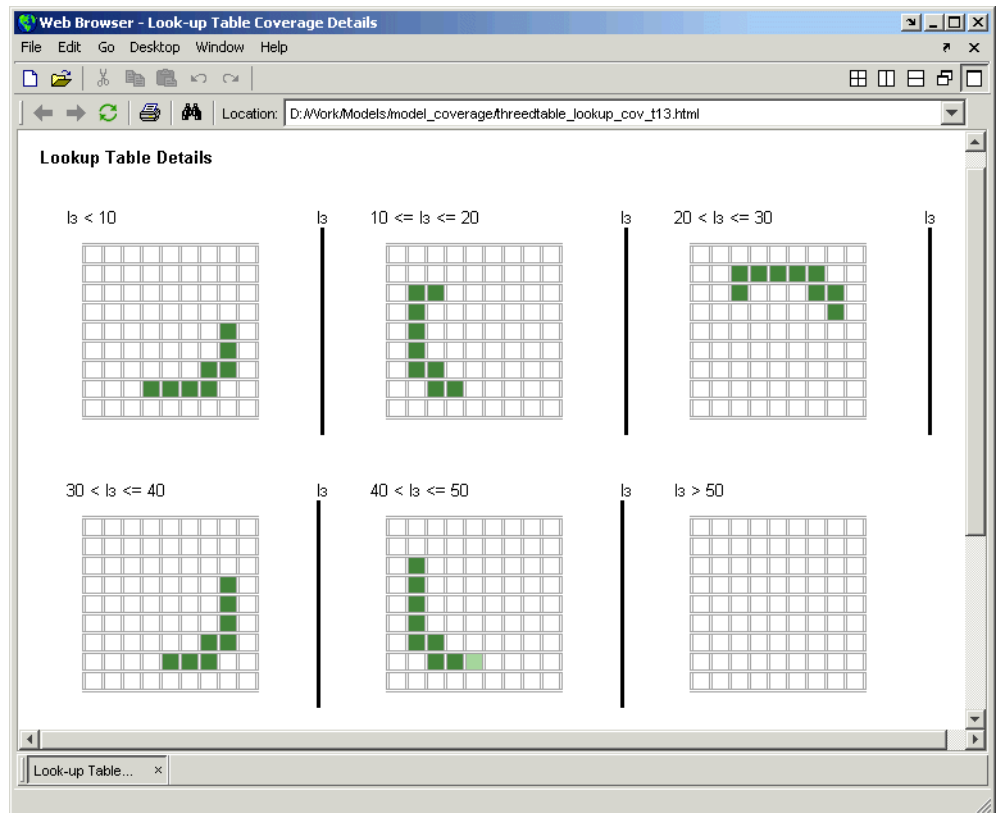 Web Browser - Look-up Table Coverage Details
File Edit Go Desktop Window Help
Location: D:\Work\Models\model_coverage\threedtable_lookup_cov_t13.html
Lookup Table Details
I3 < 10
I3
10 <= I3 <= 20
I3
20 < I3 <= 30
I3
30 < I3 <= 40
I3
40 < I3 <= 50
I3
I3 > 50
Look-up Table...